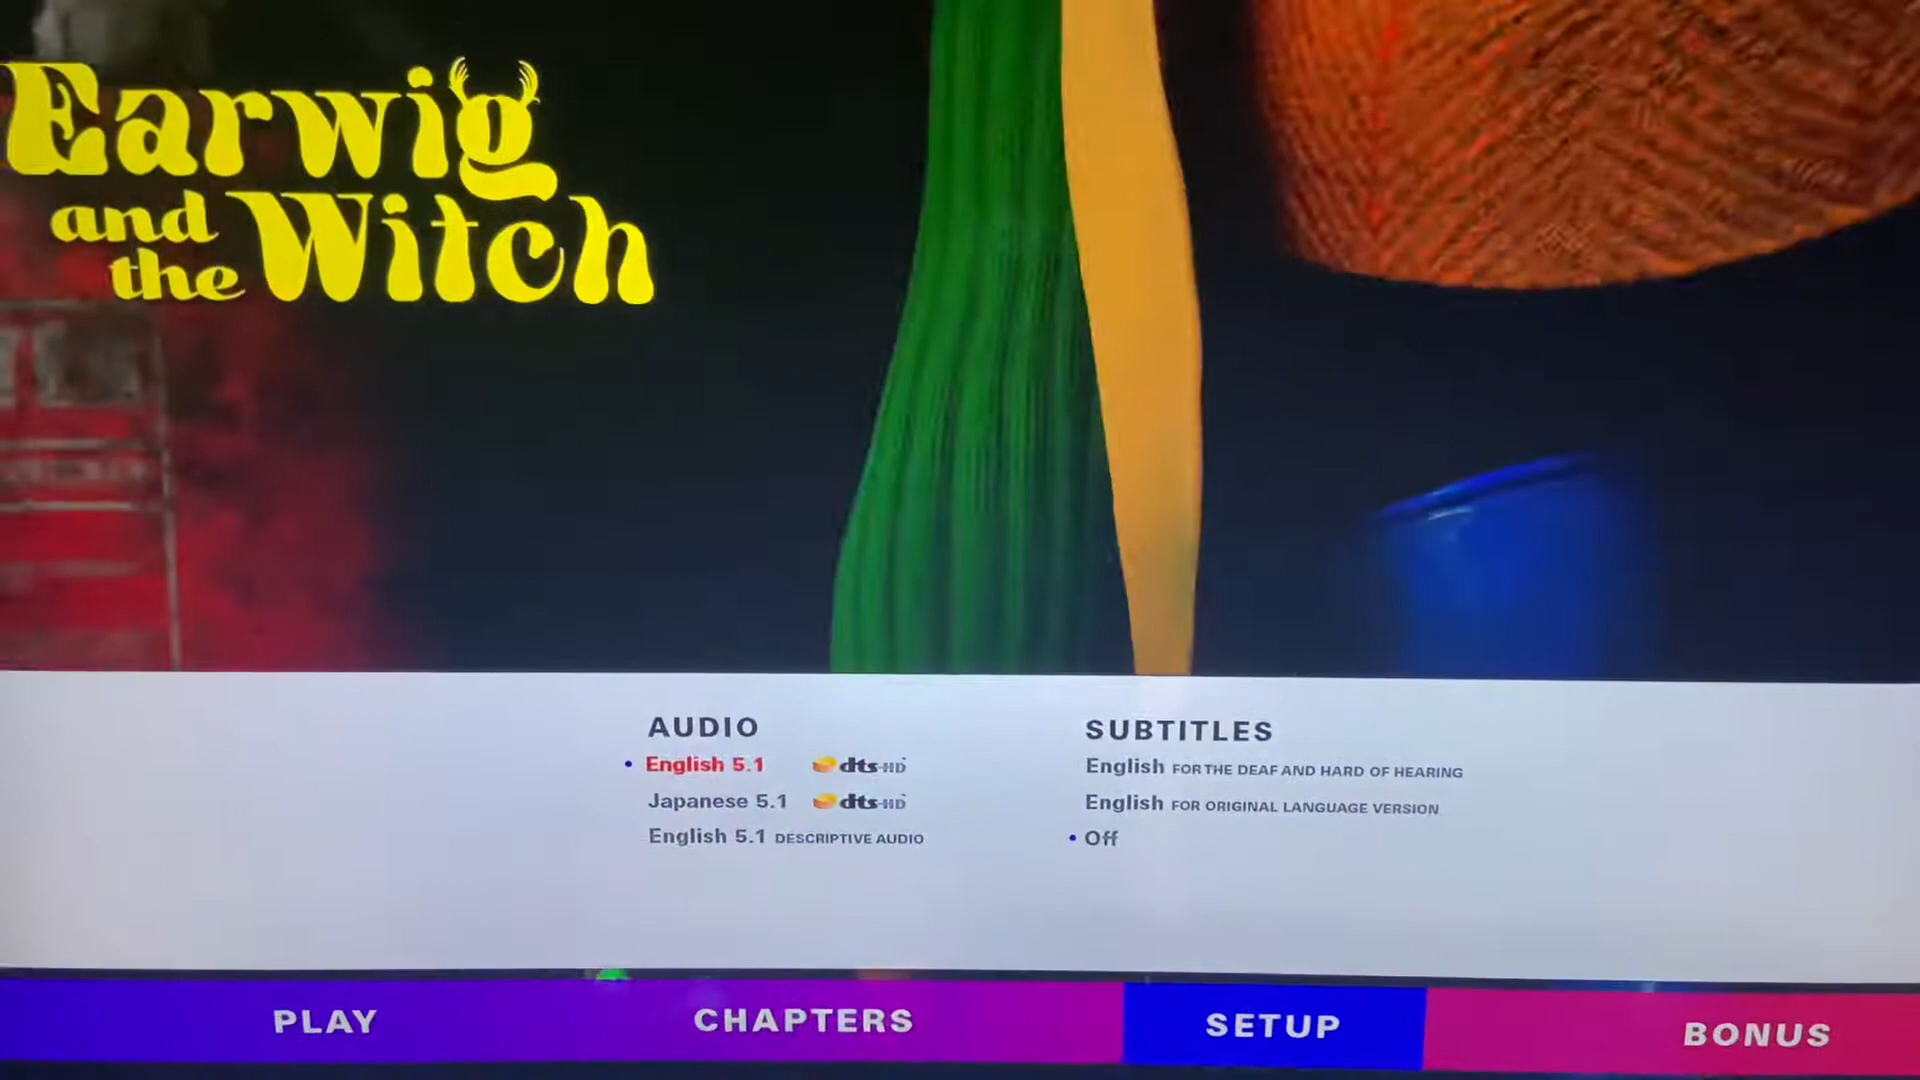 Earwig
and
the Witch
AUDIO
• English 5.1 dts-HD
Japanese 5.1 dts-HD
English 5.1 DESCRIPTIVE AUDIO
SUBTITLES
English FOR THE DEAF AND HARD OF HEARING
English FOR ORIGINAL LANGUAGE VERSION
• Off
PLAY
CHAPTERS
SETUP
BONUS